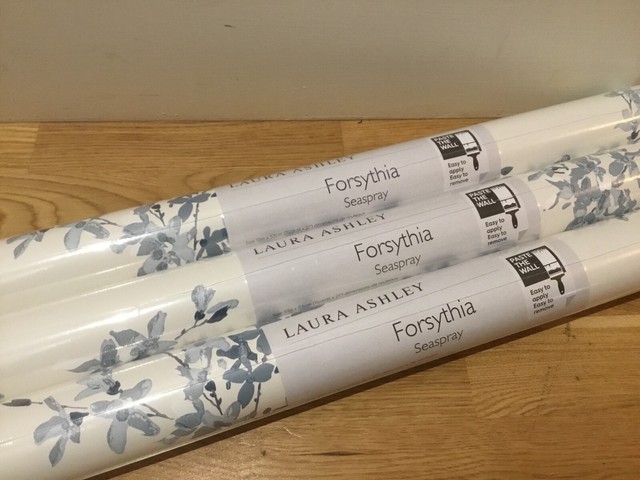 LAURA ASHLEY
Forsythia
Seaspray
PASTE
THE
WALL
Easy to
apply
Easy to
remove
LAURA ASHLEY
Forsythia
Seaspray
PASTE
THE
WALL
Easy to
apply
Easy to
remove
LAURA ASHLEY
Forsythia
Seaspray
PASTE
THE
WALL
Easy to
apply
Easy to
remove